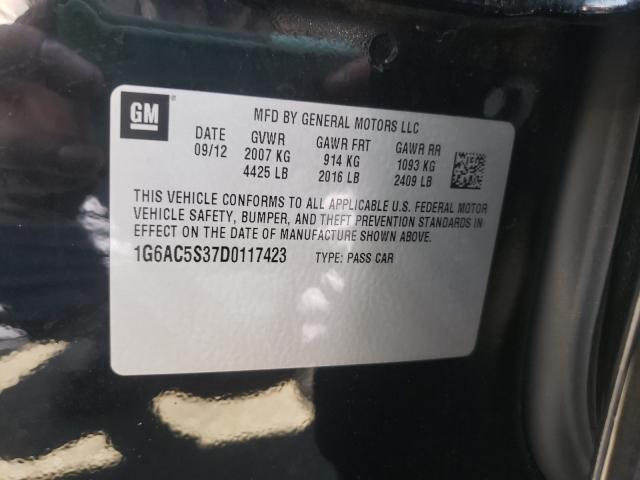 GM
MFD BY GENERAL MOTORS LLC
DATE GVWR GAWR FRT GAWR RR
09/12 2007 KG 914 KG 1093 KG
4425 LB 2016 LB 2409 LB
THIS VEHICLE CONFORMS TO ALL APPLICABLE U.S. FEDERAL MOTOR
VEHICLE SAFETY, BUMPER, AND THEFT PREVENTION STANDARDS IN
EFFECT ON THE DATE OF MANUFACTURE SHOWN ABOVE.
1G6AC5S37D0117423 TYPE: PASS CAR